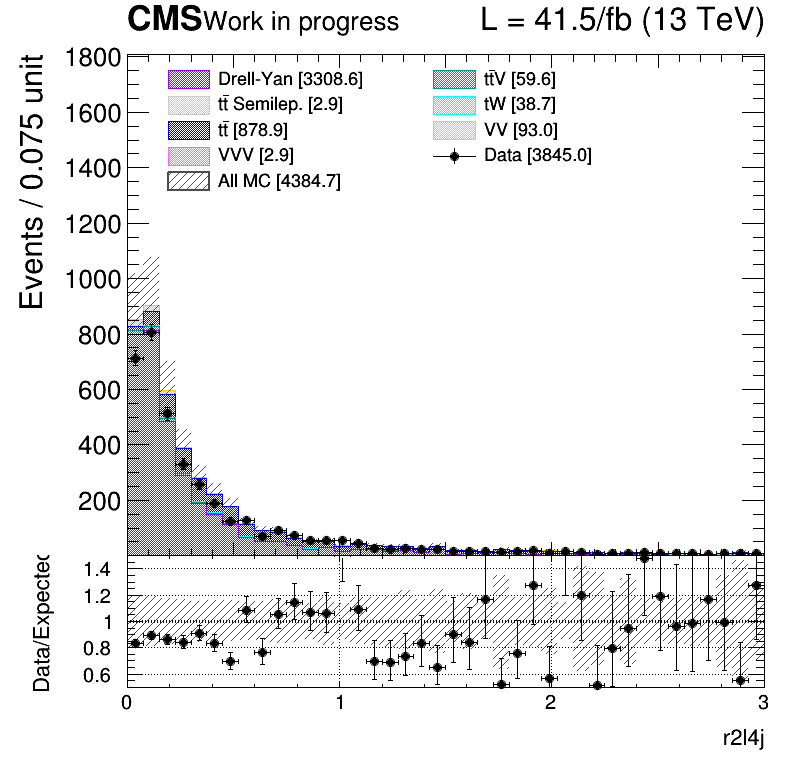 CMS Work in progress L = 41.5/fb (13 TeV)
Events / 0.075 unit
1800
1600
1400
1200
1000
800
600
400
200
Drell-Yan [3308.6]
tt̄ Semilep. [2.9]
tt̄ [878.9]
VVV [2.9]
All MC [4384.7]
tt̄V [59.6]
tW [38.7]
VV [93.0]
Data [3845.0]
Data/Expected
1.4
1.2
1
0.8
0.6
0 1 2 3
r2l4j